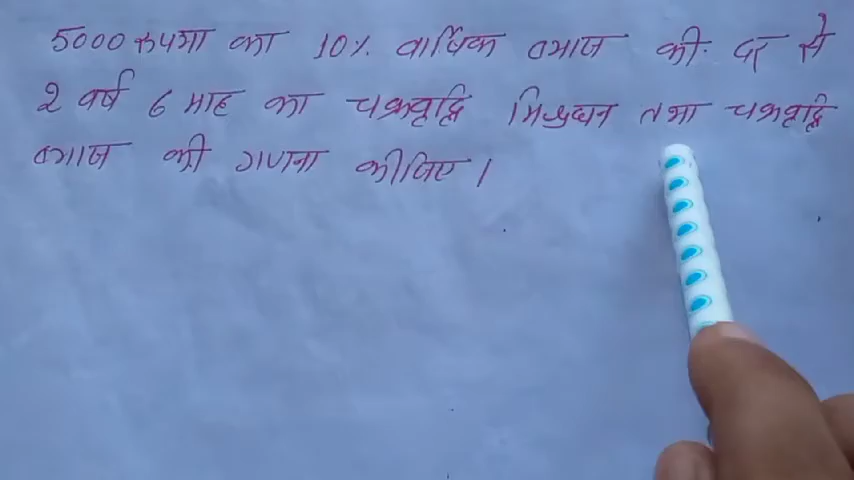 5000 रुपया का 10% वार्षिक ब्याज की दर से
2 वर्ष 6 माह का चक्रवृद्धि मिश्रधन तथा चक्रवृद्धि
ब्याज की गणना कीजिए।